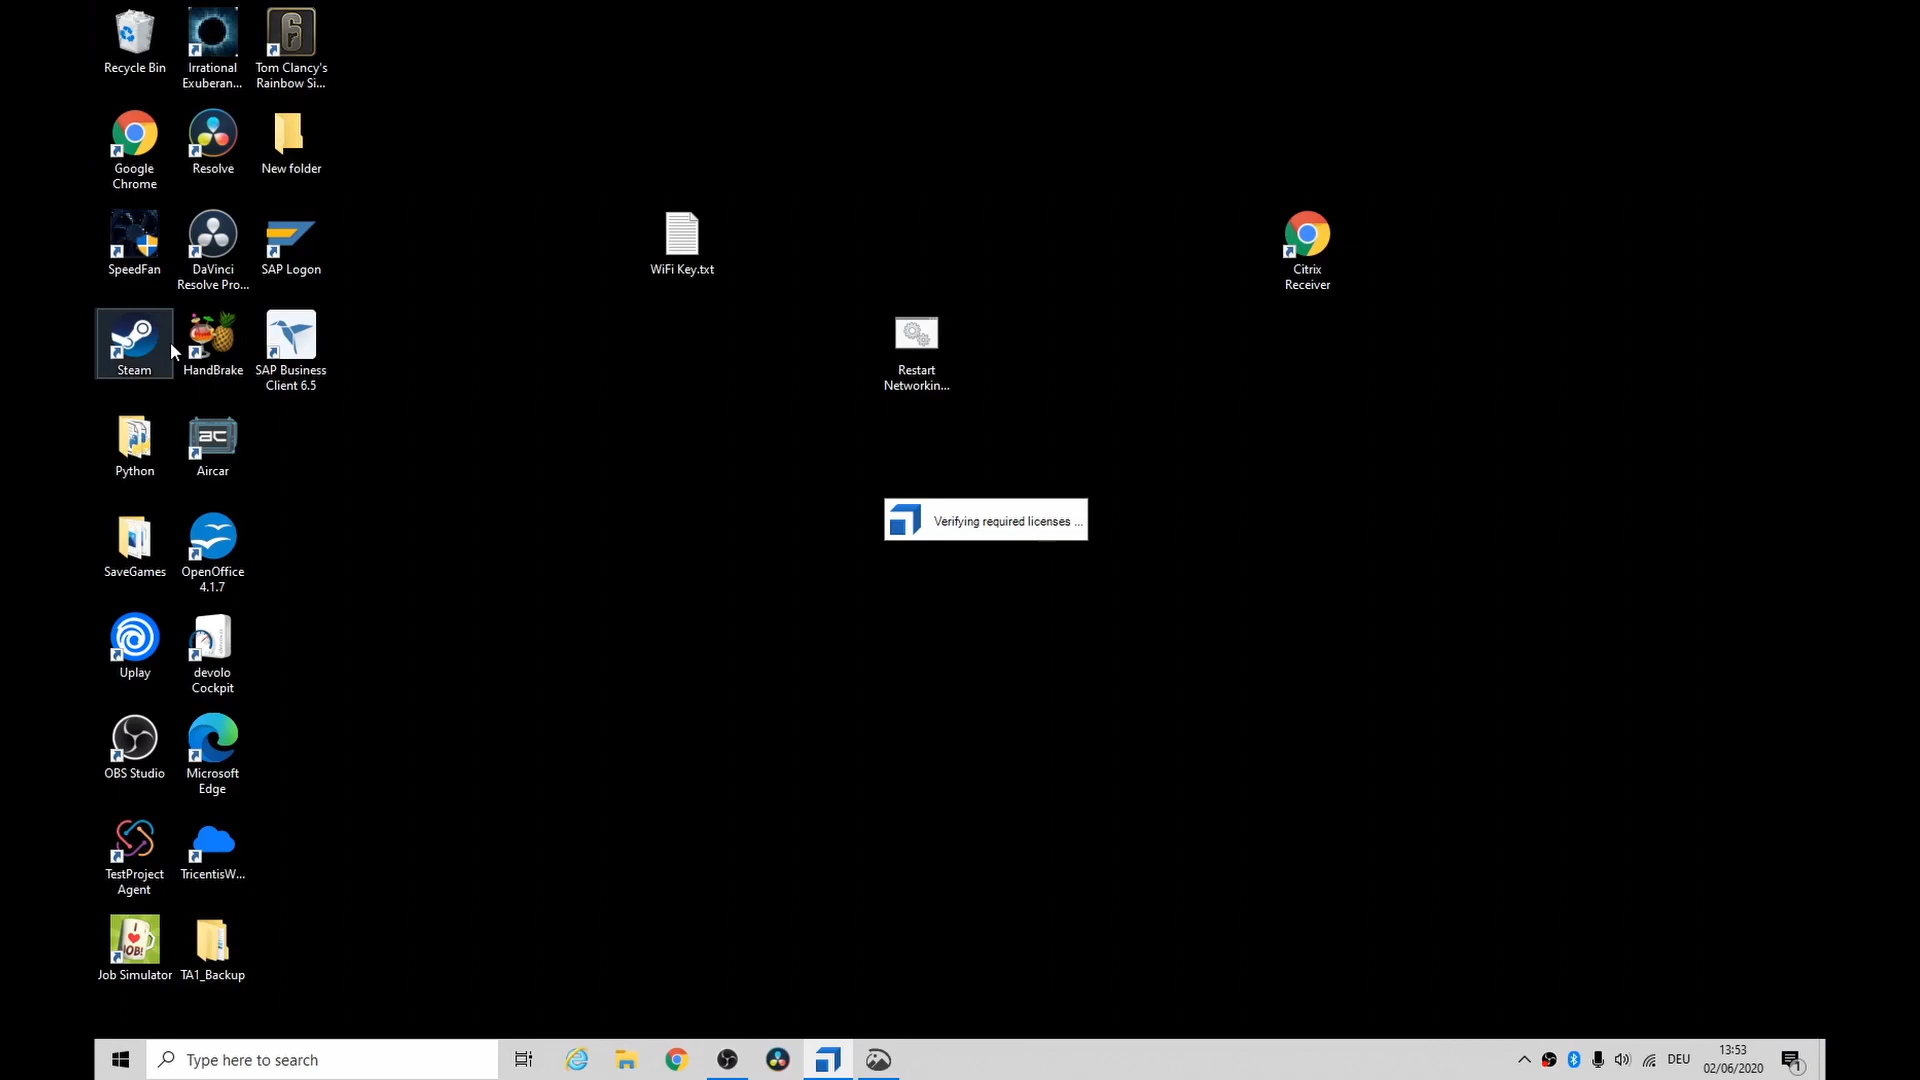 Recycle Bin
Irrational
Exuberan...
Tom Clancy's
Rainbow Si...
Google
Chrome
Resolve
New folder
SpeedFan
DaVinci
Resolve Pro...
SAP Logon
WiFi Key.txt
Citrix
Receiver
Steam
HandBrake
SAP Business
Client 6.5
Restart
Networkin...
Python
ac
Aircar
Verifying required licenses ...
SaveGames
OpenOffice
4.1.7
Uplay
devolo
Cockpit
OBS Studio
Microsoft
Edge
TestProject
Agent
TricentisW...
I
JOB!
Job Simulator
TA1_Backup
Type here to search
DEU
13:53
02/06/2020
1